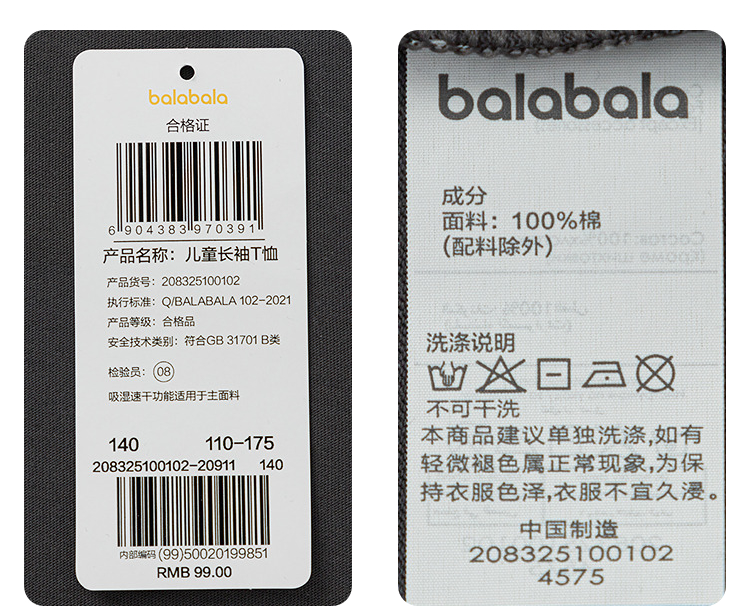 balabala
合格证
6 904383 970391
产品名称：儿童长袖T恤
产品货号：208325100102
执行标准：Q/BALABALA 102-2021
产品等级：合格品
安全技术类别：符合GB 31701 B类
检验员：08
吸湿速干功能适用于主面料
140 110-175
208325100102-20911 140
内部编码 (99)50020199851
RMB 99.00
balabala
成分
面料：100%棉
(配料除外)
洗涤说明
不可干洗
本商品建议单独洗涤,如有
轻微褪色属正常现象,为保
持衣服色泽,衣服不宜久浸。
中国制造
208325100102
4575